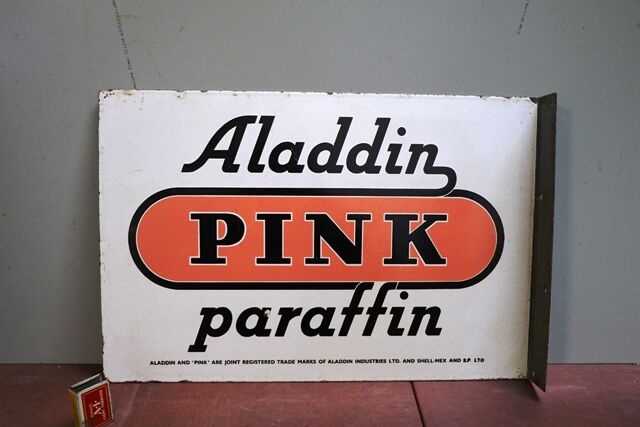 Aladdin
PINK
paraffin
ALADDIN AND 'PINK' ARE JOINT REGISTERED TRADE MARKS OF ALADDIN INDUSTRIES LTD. AND SHELL-MEX AND B.P. LTD